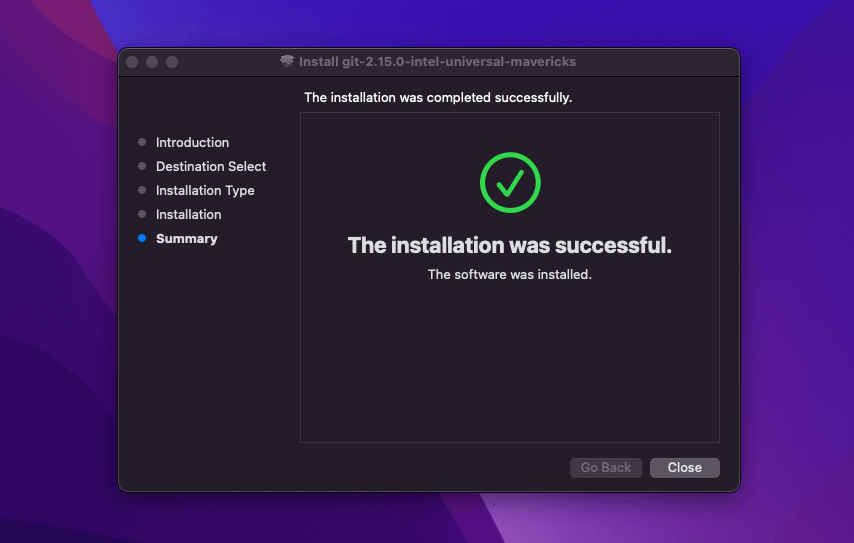 Install git-2.15.0-intel-universal-mavericks
The installation was completed successfully.
Introduction
Destination Select
Installation Type
Installation
Summary
The installation was successful.
The software was installed.
Go Back
Close